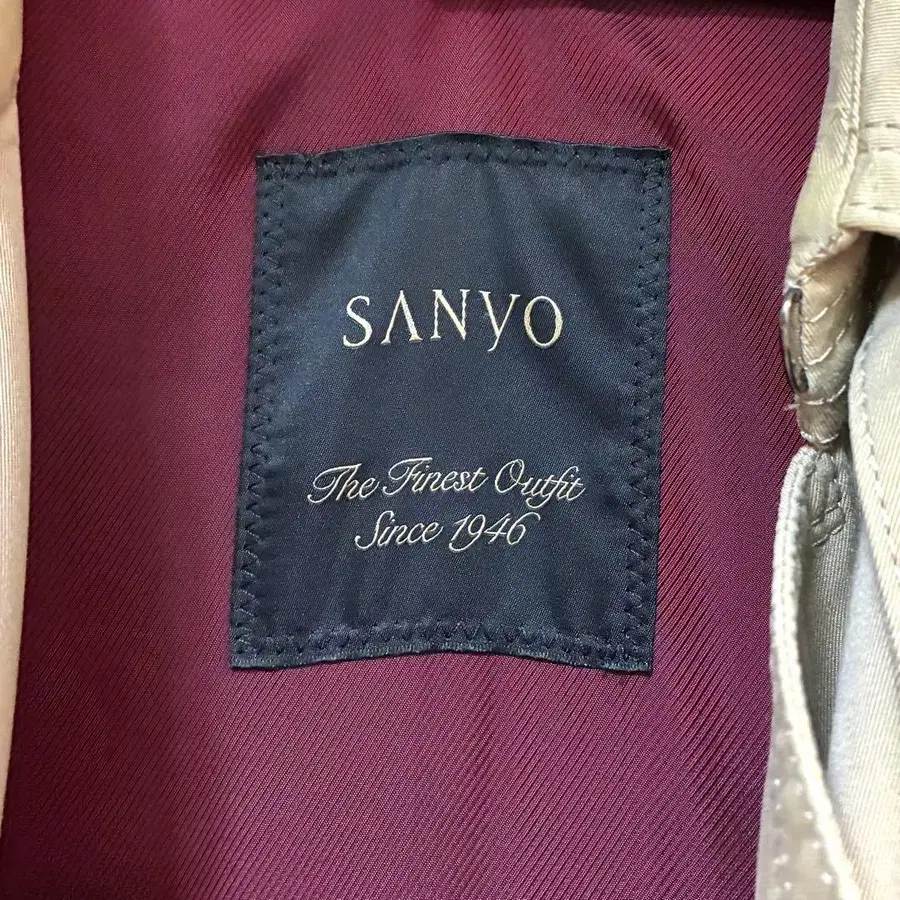 SANYO
The Finest Outfit
Since 1946